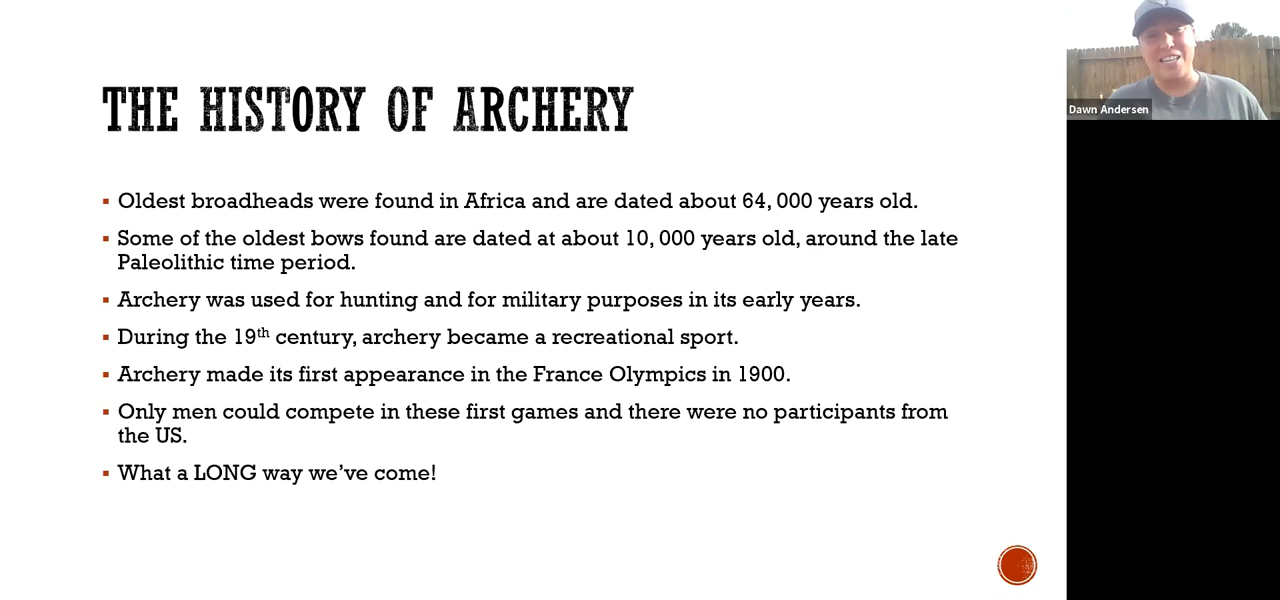 THE HISTORY OF ARCHERY
▪ Oldest broadheads were found in Africa and are dated about 64, 000 years old.
▪ Some of the oldest bows found are dated at about 10, 000 years old, around the late
Paleolithic time period.
▪ Archery was used for hunting and for military purposes in its early years.
▪ During the 19th century, archery became a recreational sport.
▪ Archery made its first appearance in the France Olympics in 1900.
▪ Only men could compete in these first games and there were no participants from
the US.
▪ What a LONG way we’ve come!
Dawn Andersen